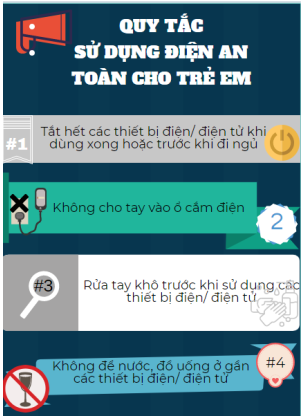 QUY TẮC
SỬ DỤNG ĐIỆN AN
TOÀN CHO TRẺ EM
#1
Tắt hết các thiết bị điện/ điện tử khi
dùng xong hoặc trước khi đi ngủ
Không cho tay vào ổ cắm điện
2
#3
Rửa tay khô trước khi sử dụng các
thiết bị điện/ điện tử
Không để nước, đồ uống ở gần
các thiết bị điện/ điện tử
#4